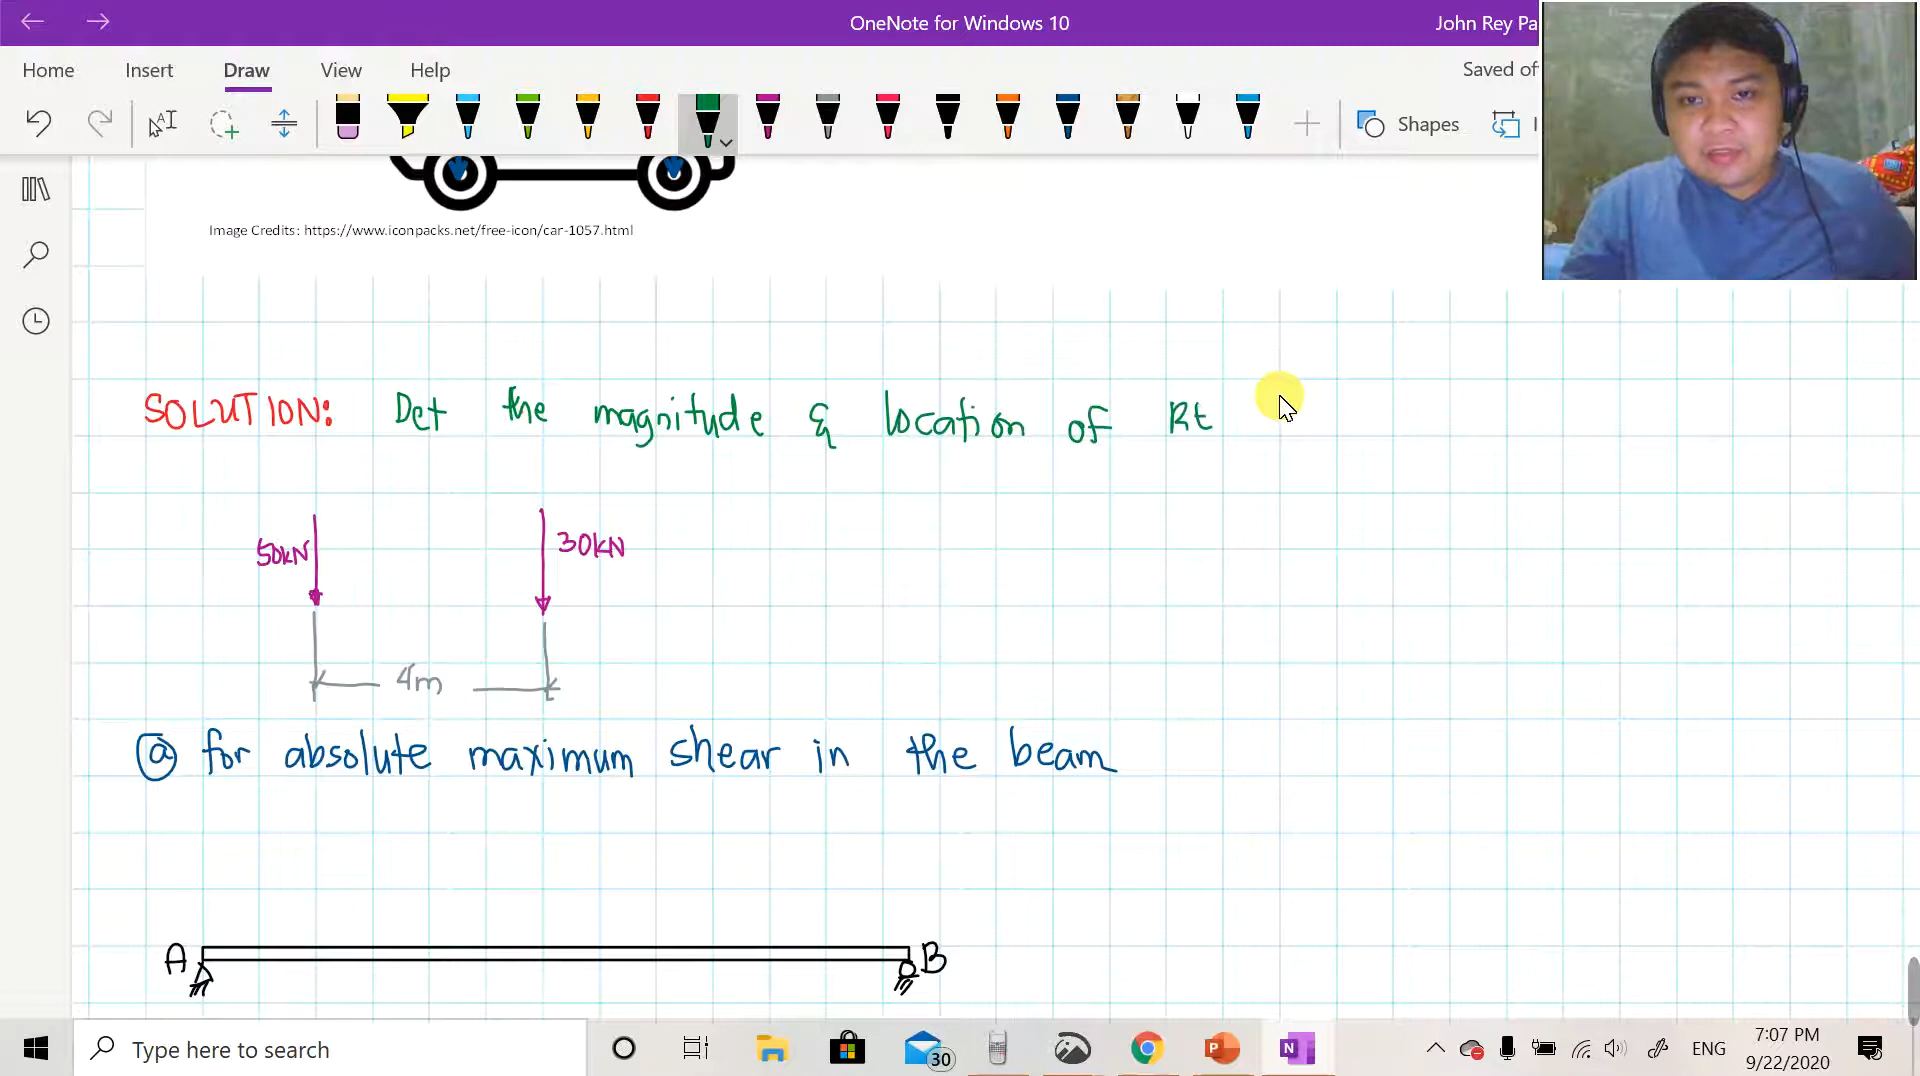 OneNote for Windows 10
John Rey Pa
Home Insert Draw View Help
Saved of
Shapes
Image Credits: https://www.iconpacks.net/free-icon/car-1057.html
SOLUTION: Det the magnitude & location of Rt
50kN
30kN
4m
a for absolute maximum shear in the beam
A
B
Type here to search
30
ENG
7:07 PM
9/22/2020